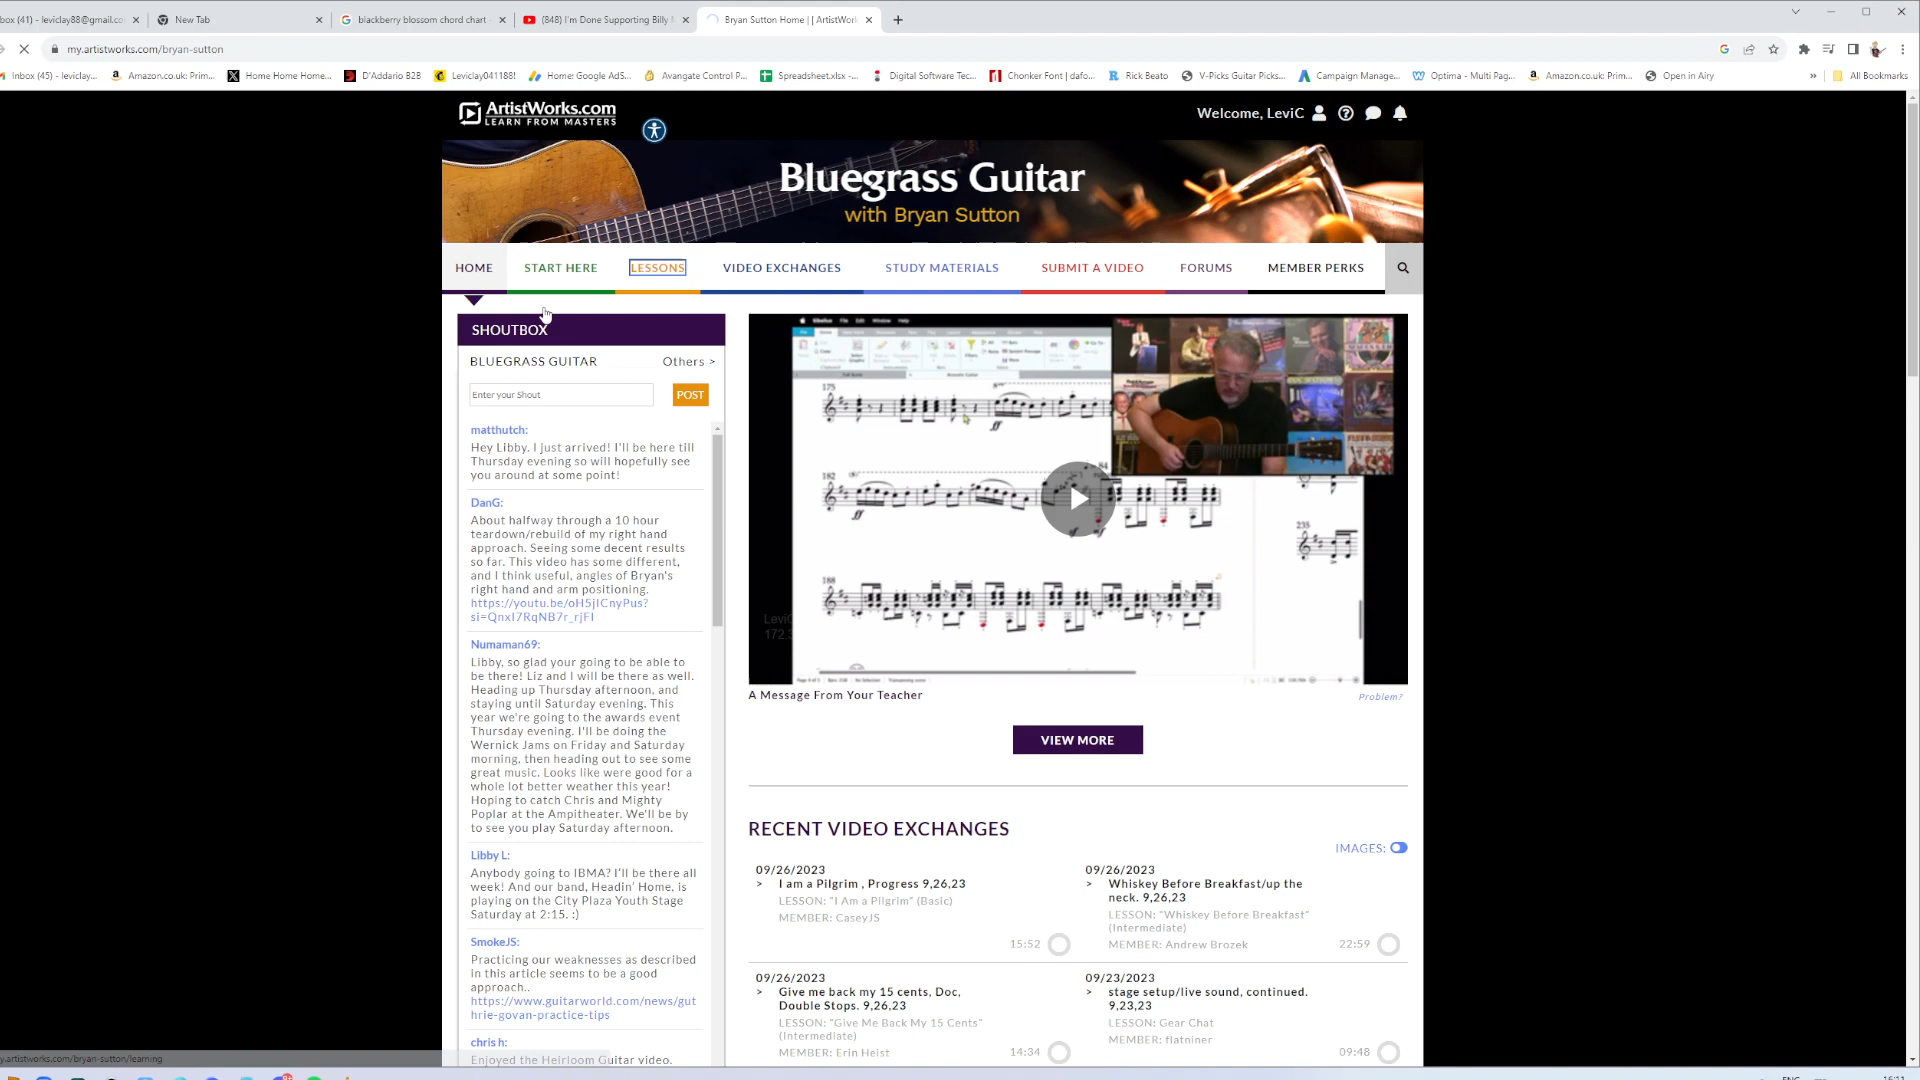 box (41) - leviclay88@gmail.co
New Tab
blackberry blossom chord chart -
(848) I'm Done Supporting Billy
Bryan Sutton Home | | ArtistWor
my.artistworks.com/bryan-sutton
Inbox (45) - leviclay...
Amazon.co.uk: Prim...
Home Home Home...
D'Addario B2B
Leviclay041188!
Home: Google AdS...
Avangate Control P...
Spreadsheet.xlsx -...
Digital Software Tec...
Chonker Font | dafo...
Rick Beato
V-Picks Guitar Picks...
Campaign Manage...
Optima - Multi Pag...
Amazon.co.uk: Prim...
Open in Airy
»
All Bookmarks
ArtistWorks.com
LEARN FROM MASTERS
Welcome, LeviC
Bluegrass Guitar
with Bryan Sutton
HOME
START HERE
LESSONS
VIDEO EXCHANGES
STUDY MATERIALS
SUBMIT A VIDEO
FORUMS
MEMBER PERKS
SHOUTBOX
BLUEGRASS GUITAR
Others >
Enter your Shout
POST
matthutch:
Hey Libby. I just arrived! I'll be here till
Thursday evening so will hopefully see
you around at some point!
DanG:
About halfway through a 10 hour
teardown/rebuild of my right hand
approach. Seeing some decent results
so far. This video has some different,
and I think useful, angles of Bryan's
right hand and arm positioning.
https://youtu.be/oH5jICnyPus?
si=QnxI7RqNB7r_rjFI
Numaman69:
Libby, so glad your going to be able to
be there! Liz and I will be there as well.
Heading up Thursday afternoon, and
staying until Saturday evening. This
year we're going to the awards event
Thursday evening. I'll be doing the
Wernick Jams on Friday and Saturday
morning, then heading out to see some
great music. Looks like were good for a
whole lot better weather this year!
Hoping to catch Chris and Mighty
Poplar at the Ampitheater. We'll be by
to see you play Saturday afternoon.
Libby L:
Anybody going to IBMA? I'll be there all
week! And our band, Headin' Home, is
playing on the City Plaza Youth Stage
Saturday at 2:15. :)
SmokeJS:
Practicing our weaknesses as described
in this article seems to be a good
approach..
https://www.guitarworld.com/news/gut
hrie-govan-practice-tips
chris h:
Enjoyed the Heirloom Guitar video.
175
182
188
235
ff
ff
LeviC
172.3
A Message From Your Teacher
Problem?
VIEW MORE
RECENT VIDEO EXCHANGES
IMAGES:
09/26/2023
> I am a Pilgrim , Progress 9,26,23
LESSON: "I Am a Pilgrim" (Basic)
MEMBER: CaseyJS
15:52
09/26/2023
> Whiskey Before Breakfast/up the
neck. 9,26,23
LESSON: "Whiskey Before Breakfast"
(Intermediate)
MEMBER: Andrew Brozek
22:59
09/26/2023
> Give me back my 15 cents, Doc,
Double Stops. 9,26,23
LESSON: "Give Me Back My 15 Cents"
(Intermediate)
MEMBER: Erin Heist
14:34
09/23/2023
> stage setup/live sound, continued.
9,23,23
LESSON: Gear Chat
MEMBER: flatniner
09:48
y.artistworks.com/bryan-sutton/learning